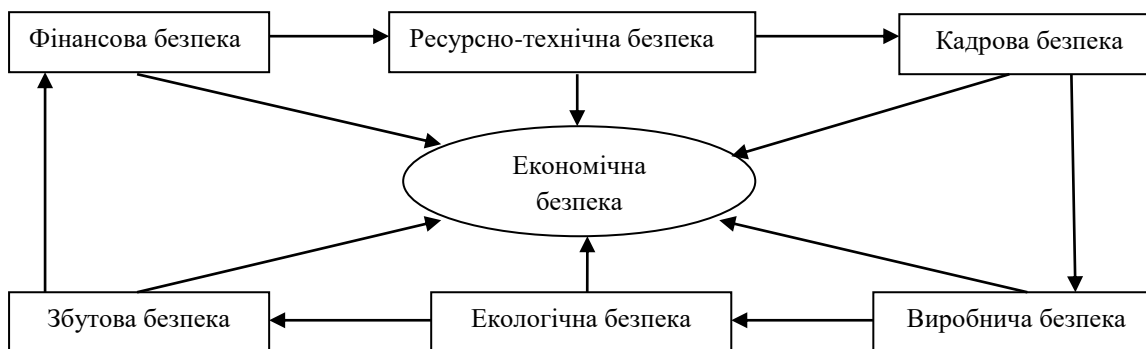 Фінансова безпека
Ресурсно-технічна безпека
Кадрова безпека
Економічна
безпека
Збутова безпека
Екологічна безпека
Виробнича безпека